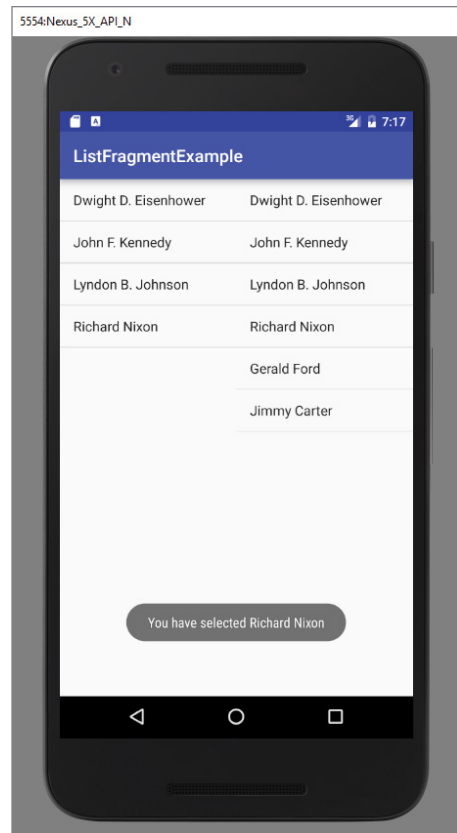 5554:Nexus_5X_API_N
A 3G 7:17
ListFragmentExample
Dwight D. Eisenhower Dwight D. Eisenhower
John F. Kennedy John F. Kennedy
Lyndon B. Johnson Lyndon B. Johnson
Richard Nixon Richard Nixon
Gerald Ford
Jimmy Carter
You have selected Richard Nixon